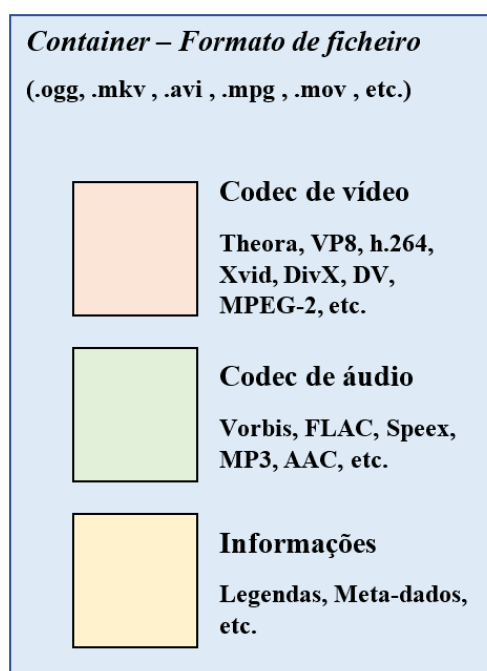 Container – Formato de ficheiro
(.ogg, .mkv , .avi , .mpg , .mov , etc.)
Codec de vídeo
Theora, VP8, h.264,
Xvid, DivX, DV,
MPEG-2, etc.
Codec de áudio
Vorbis, FLAC, Speex,
MP3, AAC, etc.
Informações
Legendas, Meta-dados,
etc.